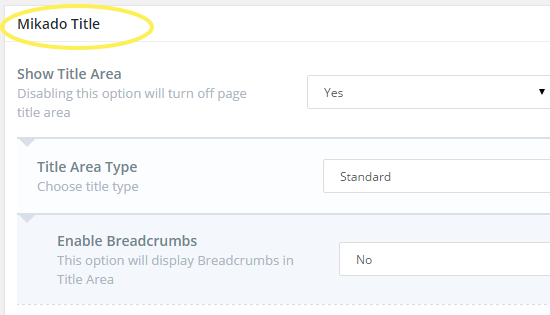 Mikado Title
Show Title Area
Disabling this option will turn off page
title area
Yes
Title Area Type
Choose title type
Standard
Enable Breadcrumbs
This option will display Breadcrumbs in
Title Area
No